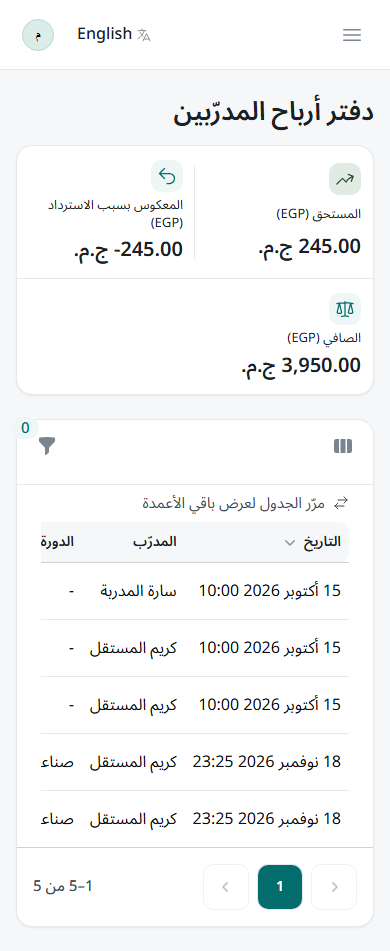 English
م
دفتر أرباح المدرّبين
المستحق (EGP)
245.00 ج.م.
المعكوس بسبب الاسترداد (EGP)
-245.00 ج.م.
الصافي (EGP)
3,950.00 ج.م.
0
مرّر الجدول لعرض باقي الأعمدة
التاريخ المدرّب الدورة
15 أكتوبر 2026 10:00 سارة المدربة -
15 أكتوبر 2026 10:00 كريم المستقل -
15 أكتوبر 2026 10:00 كريم المستقل -
18 نوفمبر 2026 23:25 كريم المستقل صناع
18 نوفمبر 2026 23:25 كريم المستقل صناع
1
1–5 من 5